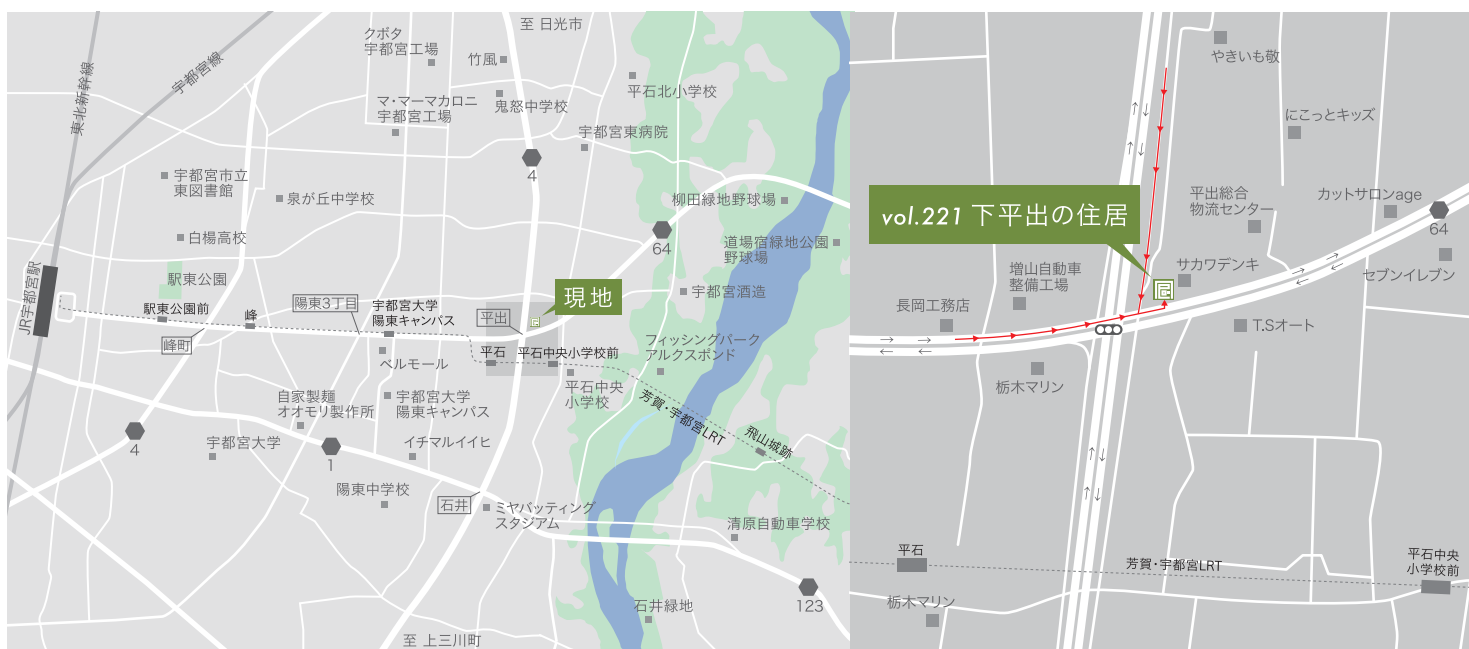 至 日光市
クボタ
宇都宮工場
竹風
宇都宮線
東北新幹線
マ・マーマカロニ
宇都宮工場
鬼怒中学校
平石北小学校
宇都宮東病院
4
宇都宮市立
東図書館
泉が丘中学校
柳田緑地野球場
白楊高校
64
道場宿緑地公園
野球場
駅東公園
JR宇都宮駅
駅東公園前
峰
陽東3丁目
宇都宮大学
陽東キャンパス
平出
現地
宇都宮酒造
峰町
ベルモール
平石
平石中央小学校前
フィッシングパーク
アルクスポンド
平石中央
小学校
自家製麺
オオモリ製作所
宇都宮大学
陽東キャンパス
芳賀・宇都宮LRT
飛山城跡
4
宇都宮大学
1
イチマルイイヒ
陽東中学校
石井
ミヤバッティング
スタジアム
清原自動車学校
石井緑地
123
至 上三川町
やきいも敬
にこっとキッズ
vol.221 下平出の住居
平出総合
物流センター
カットサロンage
64
増山自動車
整備工場
サカワデンキ
セブンイレブン
長岡工務店
T.Sオート
栃木マリン
平石
芳賀・宇都宮LRT
平石中央
小学校前
栃木マリン